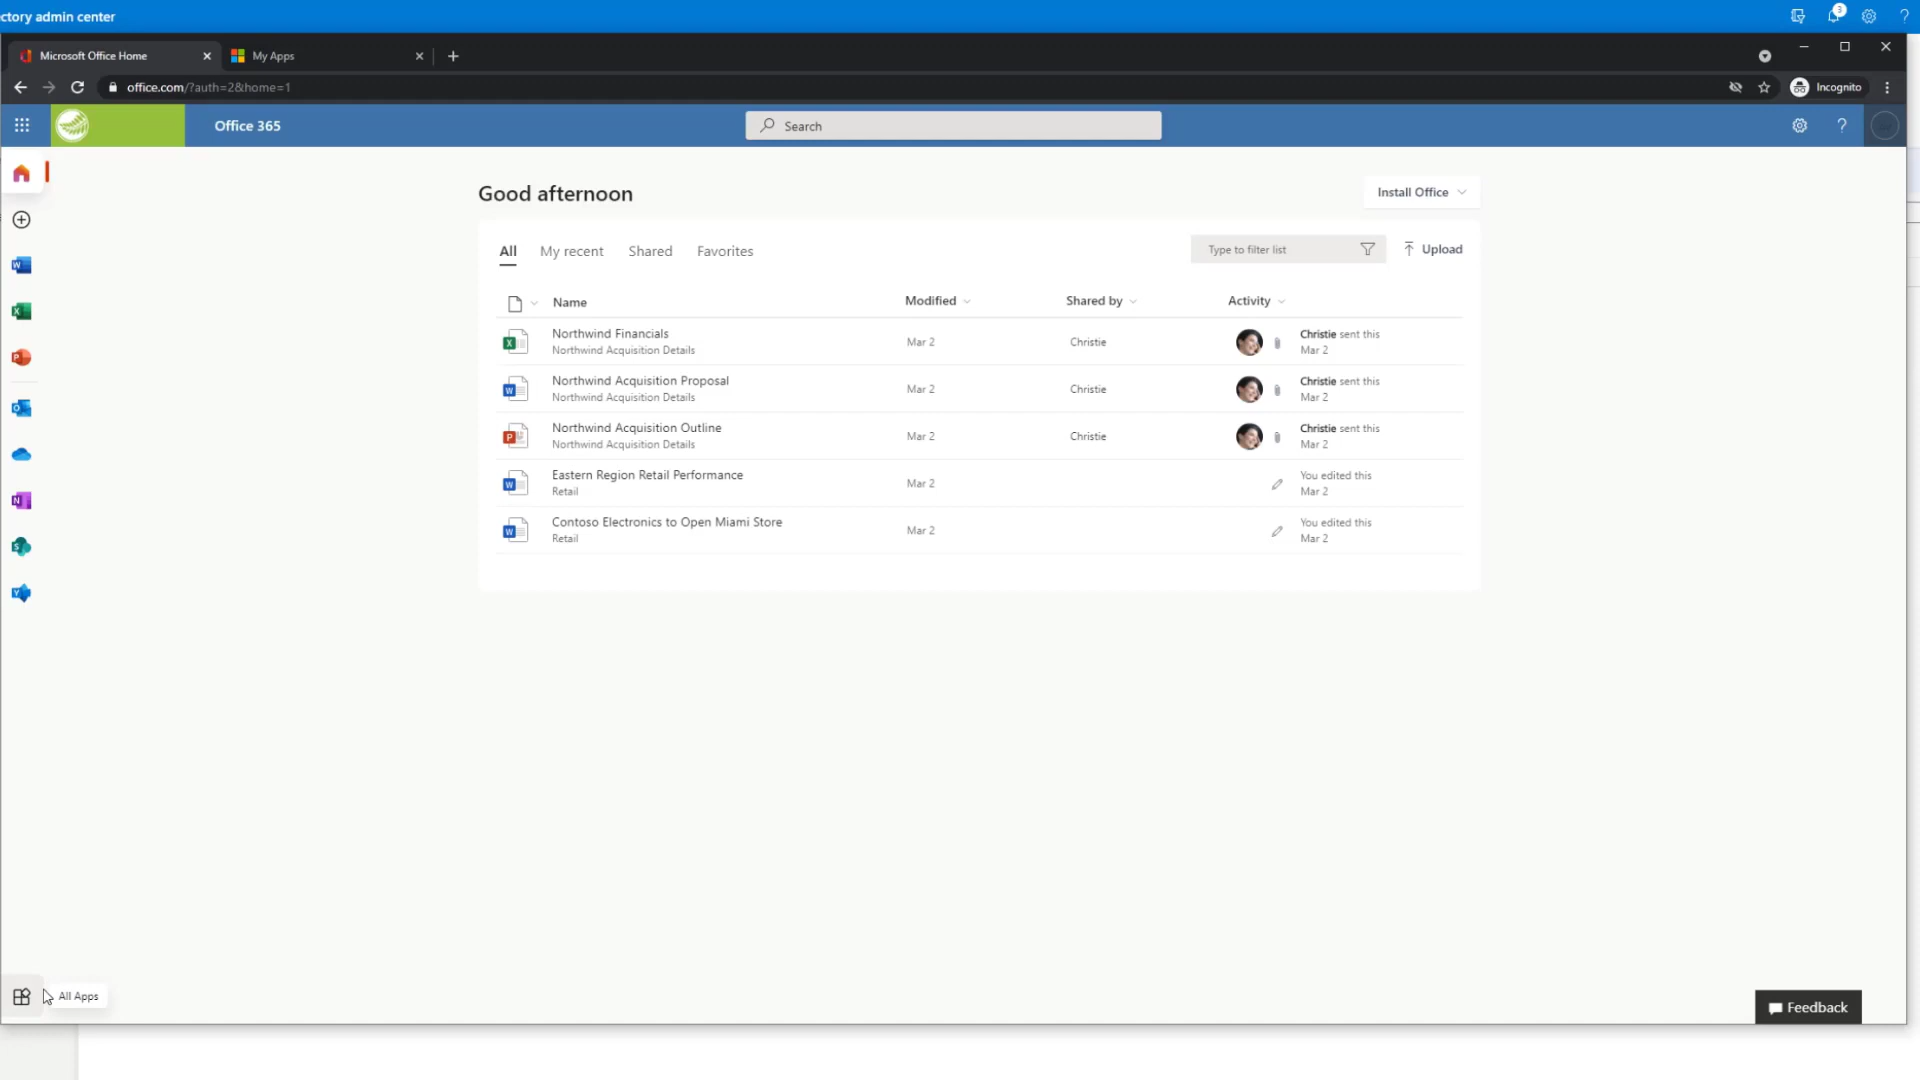 ctory admin center
3
?
Microsoft Office Home
My Apps
office.com/?auth=2&home=1
Incognito
Office 365
Search
?
Good afternoon
Install Office
All My recent Shared Favorites
Type to filter list
Upload
Name Modified Shared by Activity
Northwind Financials
Northwind Acquisition Details
Mar 2
Christie
Christie sent this
Mar 2
Northwind Acquisition Proposal
Northwind Acquisition Details
Mar 2
Christie
Christie sent this
Mar 2
Northwind Acquisition Outline
Northwind Acquisition Details
Mar 2
Christie
Christie sent this
Mar 2
Eastern Region Retail Performance
Retail
Mar 2
You edited this
Mar 2
Contoso Electronics to Open Miami Store
Retail
Mar 2
You edited this
Mar 2
All Apps
Feedback